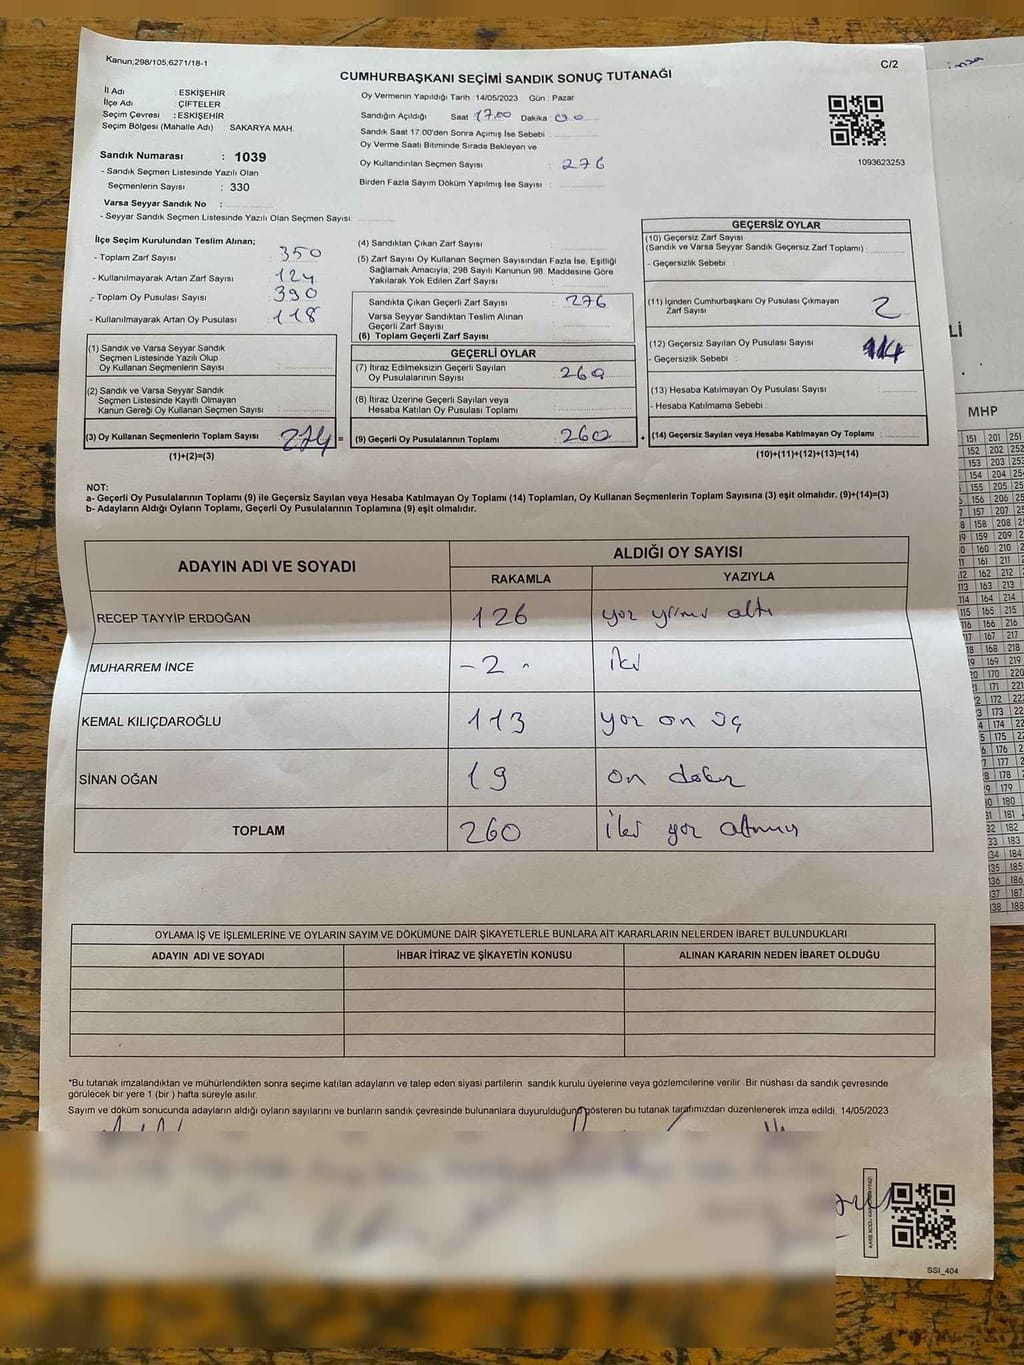 Kanun;298/105,6271/18-1
C/2
CUMHURBAŞKANI SEÇİMİ SANDIK SONUÇ TUTANAĞI
İl Adı : ESKİŞEHİR
İlçe Adı : ÇİFTELER
Seçim Çevresi : ESKİŞEHİR
Seçim Bölgesi (Mahalle Adı) SAKARYA MAH.
Sandık Numarası : 1039
- Sandık Seçmen Listesinde Yazılı Olan
Seçmenlerin Sayısı : 330
Varsa Seyyar Sandık No :
- Seyyar Sandık Seçmen Listesinde Yazılı Olan Seçmen Sayısı
Oy Vermenin Yapıldığı Tarih : 14/05/2023 Gün : Pazar
Sandığın Açıldığı Saat 17.00 Dakika 00
Sandık Saat 17:00'den Sonra Açımış İse Sebebi :
Oy Verme Saati Bitiminde Sırada Bekleyen ve
Oy Kullandırılan Seçmen Sayısı : 276
Birden Fazla Sayım Döküm Yapılmış İse Sayısı :
1093623253
İlçe Seçim Kurulundan Teslim Alınan;
- Toplam Zarf Sayısı : 350
- Kullanılmayarak Artan Zarf Sayısı : 124
- Toplam Oy Pusulası Sayısı : 390
- Kullanılmayarak Artan Oy Pusulası : 118
(1) Sandık ve Varsa Seyyar Sandık
Seçmen Listesinde Yazılı Olup
Oy Kullanan Seçmenlerin Sayısı :
(2) Sandık ve Varsa Seyyar Sandık
Seçmen Listesinde Kayıtlı Olmayan
Kanun Gereği Oy Kullanan Seçmen Sayısı :
(3) Oy Kullanan Seçmenlerin Toplam Sayısı : 274 =
(1)+(2)=(3)
(4) Sandıktan Çıkan Zarf Sayısı :
(5) Zarf Sayısı Oy Kullanan Seçmen Sayısından Fazla İse, Eşitliği
Sağlamak Amacıyla, 298 Sayılı Kanunun 98. Maddesine Göre
Yakılarak Yok Edilen Zarf Sayısı :
Sandıkta Çıkan Geçerli Zarf Sayısı : 276
Varsa Seyyar Sandıktan Teslim Alınan
Geçerli Zarf Sayısı :
(6) Toplam Geçerli Zarf Sayısı :
GEÇERLİ OYLAR
(7) İtiraz Edilmeksizin Geçerli Sayılan
Oy Pusulalarının Sayısı : 260
(8) İtiraz Üzerine Geçerli Sayılan veya
Hesaba Katılan Oy Pusulası Toplamı :
(9) Geçerli Oy Pusulalarının Toplamı : 260 +
GEÇERSİZ OYLAR
(10) Geçersiz Zarf Sayısı
(Sandık ve Varsa Seyyar Sandık Geçersiz Zarf Toplamı)
- Geçersizlik Sebebi :
(11) İçinden Cumhurbaşkanı Oy Pusulası Çıkmayan
Zarf Sayısı 2
(12) Geçersiz Sayılan Oy Pusulası Sayısı :
- Geçersizlik Sebebi :
(13) Hesaba Katılmayan Oy Pusulası Sayısı :
- Hesaba Katılmama Sebebi :
(14) Geçersiz Sayılan veya Hesaba Katılmayan Oy Toplamı :
(10)+(11)+(12)+(13)=(14)
NOT:
a- Geçerli Oy Pusulalarının Toplamı (9) ile Geçersiz Sayılan veya Hesaba Katılmayan Oy Toplamı (14) Toplamları, Oy Kullanan Seçmenlerin Toplam Sayısına (3) eşit olmalıdır. (9)+(14)=(3)
b- Adayların Aldığı Oyların Toplamı, Geçerli Oy Pusulalarının Toplamına (9) eşit olmalıdır.
ADAYIN ADI VE SOYADI ALDIĞI OY SAYISI
RAKAMLA YAZIYLA
RECEP TAYYİP ERDOĞAN 126 yüz yirmi altı
MUHARREM İNCE - 2 - iki
KEMAL KILIÇDAROĞLU 113 yüz on üç
SİNAN OĞAN 19 on dokuz
TOPLAM 260 iki yüz altmış
OYLAMA İŞ VE İŞLEMLERİNE VE OYLARIN SAYIM VE DÖKÜMÜNE DAİR ŞİKAYETLERLE BUNLARA AİT KARARLARIN NELERDEN İBARET BULUNDUKLARI
ADAYIN ADI VE SOYADI İHBAR İTİRAZ VE ŞİKAYETİN KONUSU ALINAN KARARIN NEDEN İBARET OLDUĞU
*Bu tutanak imzalandıktan ve mühürlendikten sonra seçime katılan adayların ve talep eden siyasi partilerin sandık kurulu üyelerine veya gözlemcilerine verilir. Bir nüshası da sandık çevresinde
görülecek bir yere 1 (bir ) hafta süreyle asılır.
Sayım ve döküm sonucunda adayların aldığı oyların sayılarını ve bunların sandık çevresinde bulunanlara duyurulduğunu gösteren bu tutanak tarafımızdan düzenlenerek imza edildi. 14/05/2023
SSI_404
Lİ
MHP